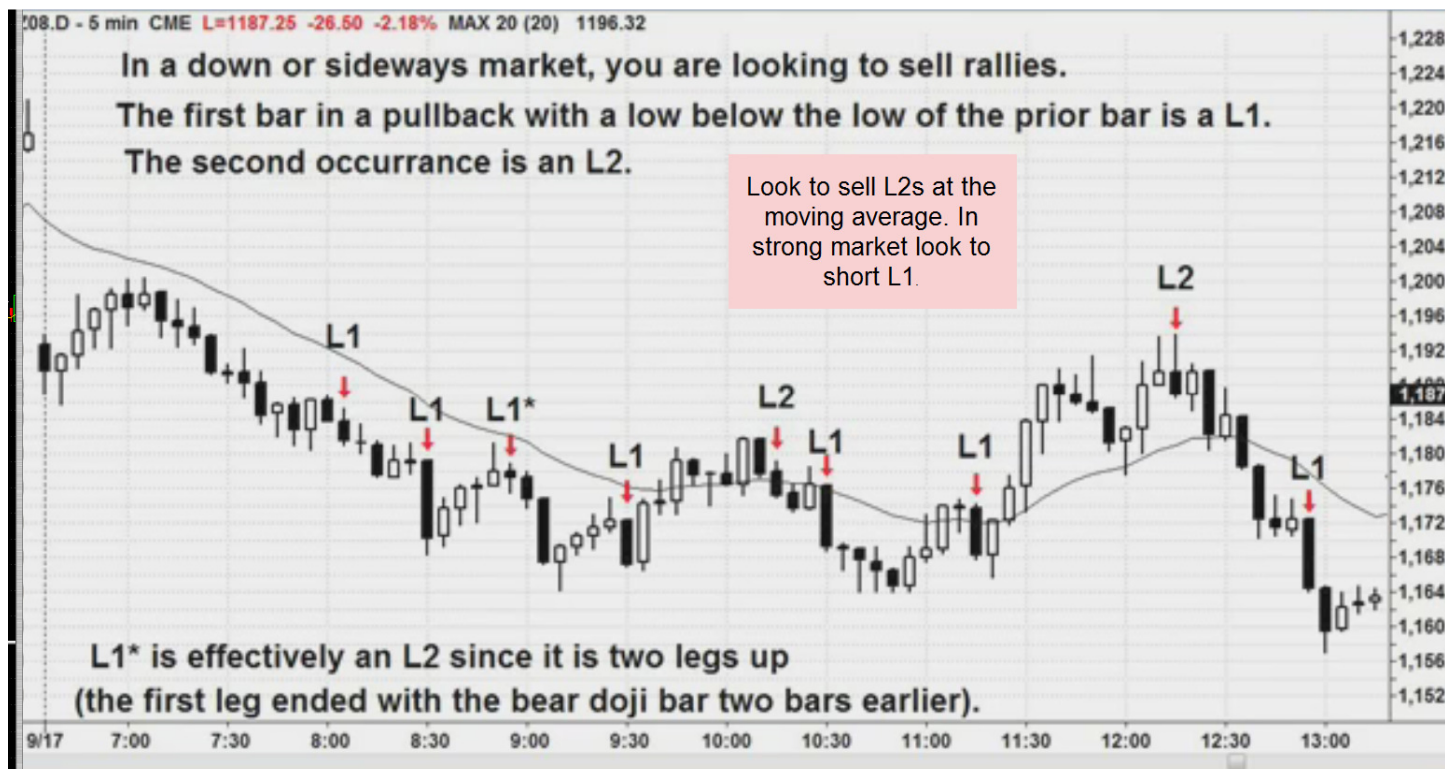 Z08.D - 5 min CME L=1187.25 -26.50 -2.18% MAX 20 (20) 1196.32
In a down or sideways market, you are looking to sell rallies.
The first bar in a pullback with a low below the low of the prior bar is a L1.
The second occurrance is an L2.
Look to sell L2s at the
moving average. In
strong market look to
short L1.
L2
L1
L1
L1*
L2
L1
L1
L1
L1
L1* is effectively an L2 since it is two legs up
(the first leg ended with the bear doji bar two bars earlier).
1,228
1,224
1,220
1,216
1,212
1,208
1,204
1,200
1,196
1,192
1,187
1,184
1,180
1,176
1,172
1,168
1,164
1,160
1,156
1,152
9/17 7:00 7:30 8:00 8:30 9:00 9:30 10:00 10:30 11:00 11:30 12:00 12:30 13:00